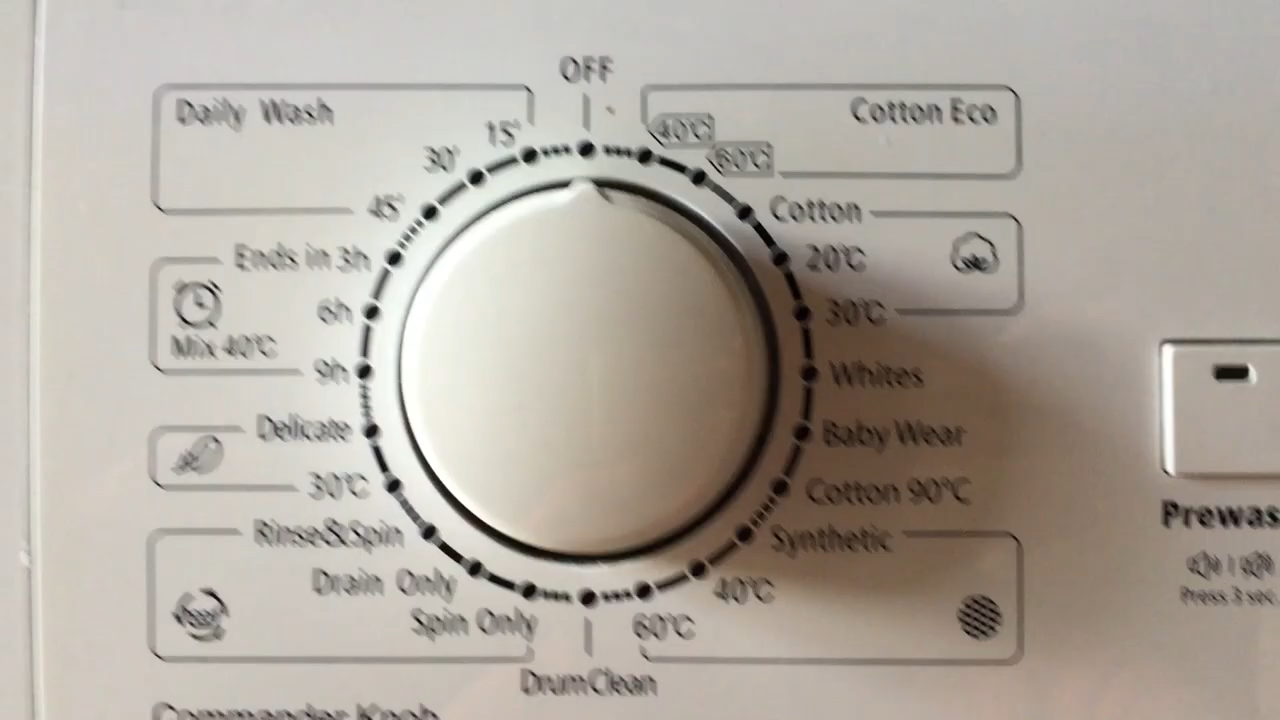 OFF
Daily Wash
Cotton Eco
15'
40℃
30'
60℃
45'
Cotton
Ends in 3h
20℃
6h
30℃
Mix 40℃
9h
Whites
Delicate
Baby Wear
30℃
Cotton 90℃
Rinse&Spin
Synthetic
Drain Only
40℃
Spin Only
60℃
DrumClean
Prewas
Press 3 sec.
Commander Knob